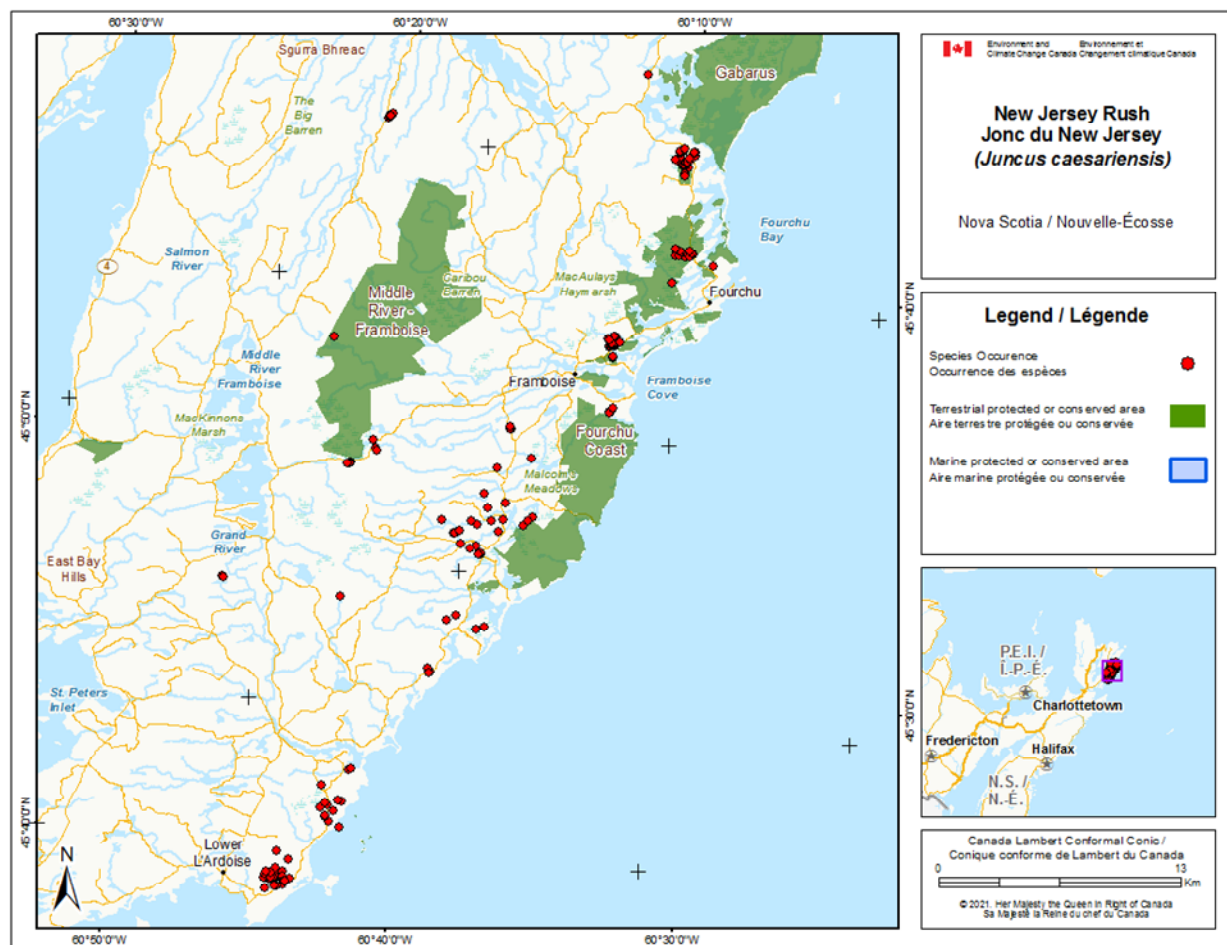 60°30'0"W
60°20'0"W
60°10'0"W
Sgurra Bhreac
Gabarus
The
Big
Barren
Salmon
River
4
Fourchu
Bay
Caribou
Barren
MacAulays
Haymarsh
Middle
River -
Framboise
Fourchu
45°40'0"N
Middle
River
Framboise
Framboise
Framboise
Cove
MacKinnons
Marsh
45°50'0"N
Fourchu
Coast
Malcolm's
Meadows
Grand
River
East Bay
Hills
St. Peters
Inlet
45°30'0"N
45°40'0"N
Lower
L'Ardoise
N
60°50'0"W
60°40'0"W
60°30'0"W
Environment and
Climate Change Canada
Environnement et
Changement climatique Canada
New Jersey Rush
Jonc du New Jersey
(Juncus caesariensis)
Nova Scotia / Nouvelle-Écosse
Legend / Légende
Species Occurence
Occurrence des espèces
Terrestrial protected or conserved area
Aire terrestre protégée ou conservée
Marine protected or conserved area
Aire marine protégée ou conservée
P.E.I. /
Î.-P.-É.
Charlottetown
Fredericton
Halifax
N.S. /
N.-É.
Canada Lambert Conformal Conic /
Conique conforme de Lambert du Canada
0
13
Km
© 2021. Her Majesty the Queen in Right of Canada
Sa Majesté la Reine du chef du Canada